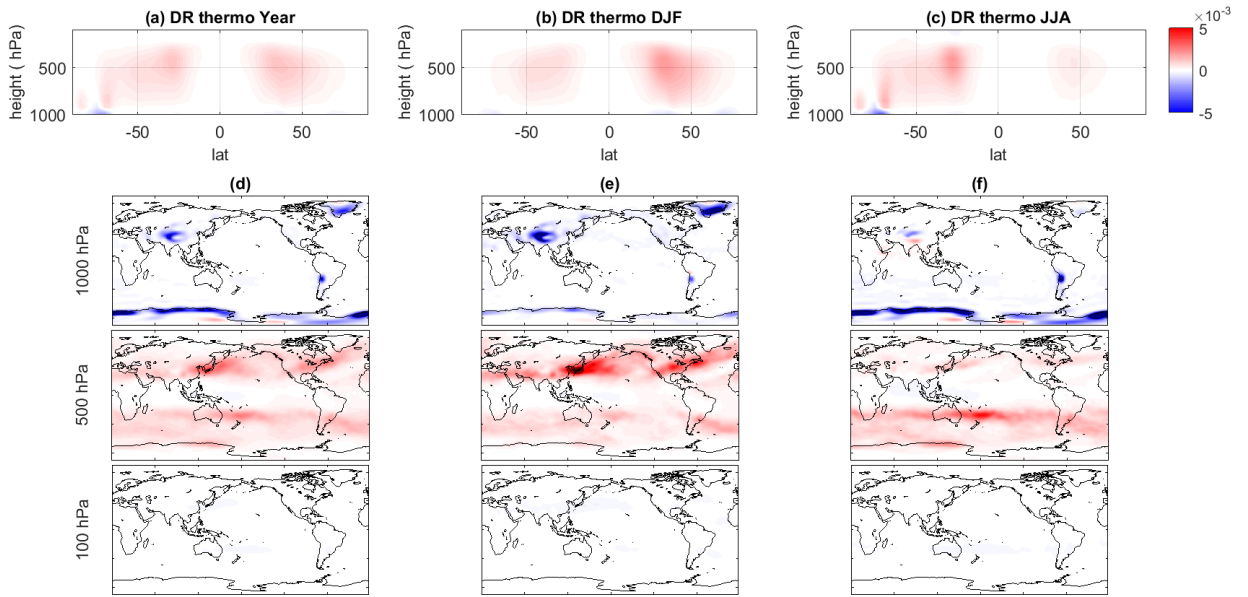 (a) DR thermo Year
(b) DR thermo DJF
(c) DR thermo JJA
×10⁻³
height ( hPa)
500
1000
-50
0
50
lat
height ( hPa)
500
1000
-50
0
50
lat
height ( hPa)
500
1000
-50
0
50
lat
5
0
-5
(d)
(e)
(f)
1000 hPa
500 hPa
100 hPa